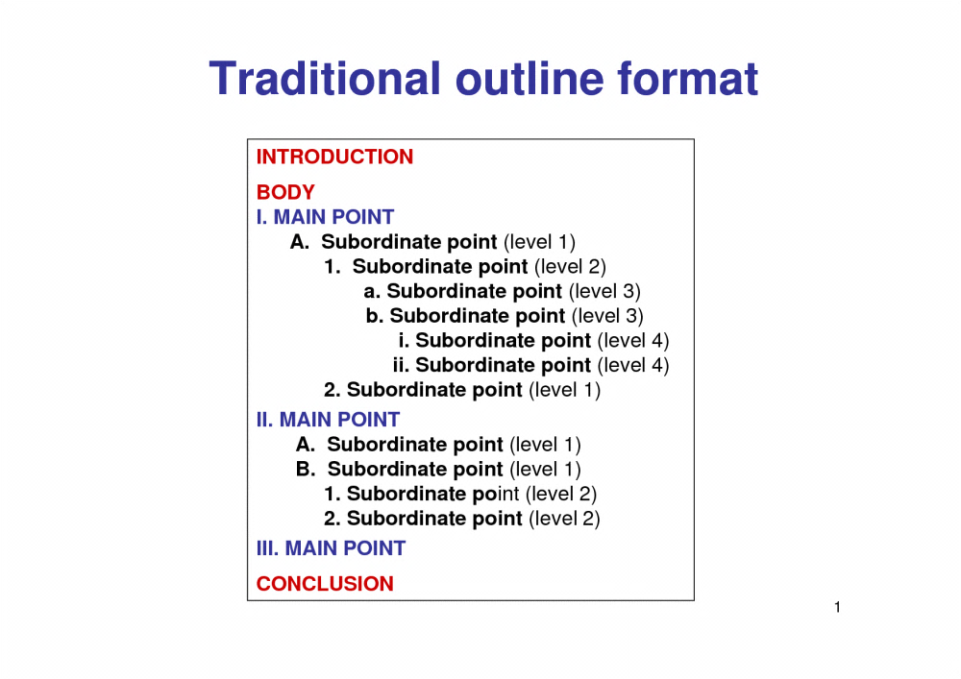 Traditional outline format
INTRODUCTION
BODY
I. MAIN POINT
A. Subordinate point (level 1)
1. Subordinate point (level 2)
a. Subordinate point (level 3)
b. Subordinate point (level 3)
i. Subordinate point (level 4)
ii. Subordinate point (level 4)
2. Subordinate point (level 1)
II. MAIN POINT
A. Subordinate point (level 1)
B. Subordinate point (level 1)
1. Subordinate point (level 2)
2. Subordinate point (level 2)
III. MAIN POINT
CONCLUSION
1